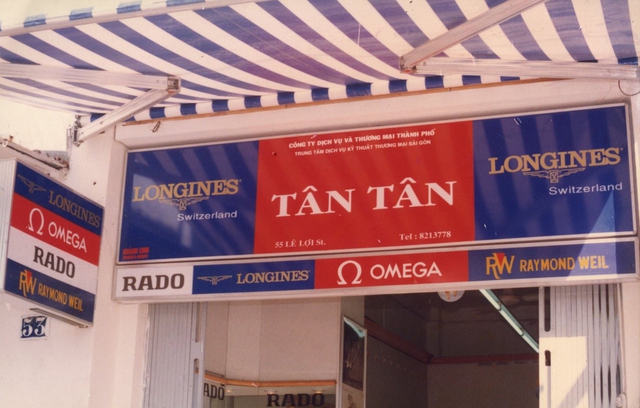 CÔNG TY DỊCH VỤ VÀ THƯƠNG MẠI THÀNH PHỐ
TRUNG TÂM DỊCH VỤ KỸ THUẬT THƯƠNG MẠI SÀI GÒN
LONGINES
Switzerland
TÂN TÂN
LONGINES
Switzerland
55 LÊ LỢI St.
Tel : 8213778
RADO
LONGINES
Ω OMEGA
RW RAYMOND WEIL
LONGINES
Ω OMEGA
RADO
RW RAYMOND WEIL
53
RADO
RADO